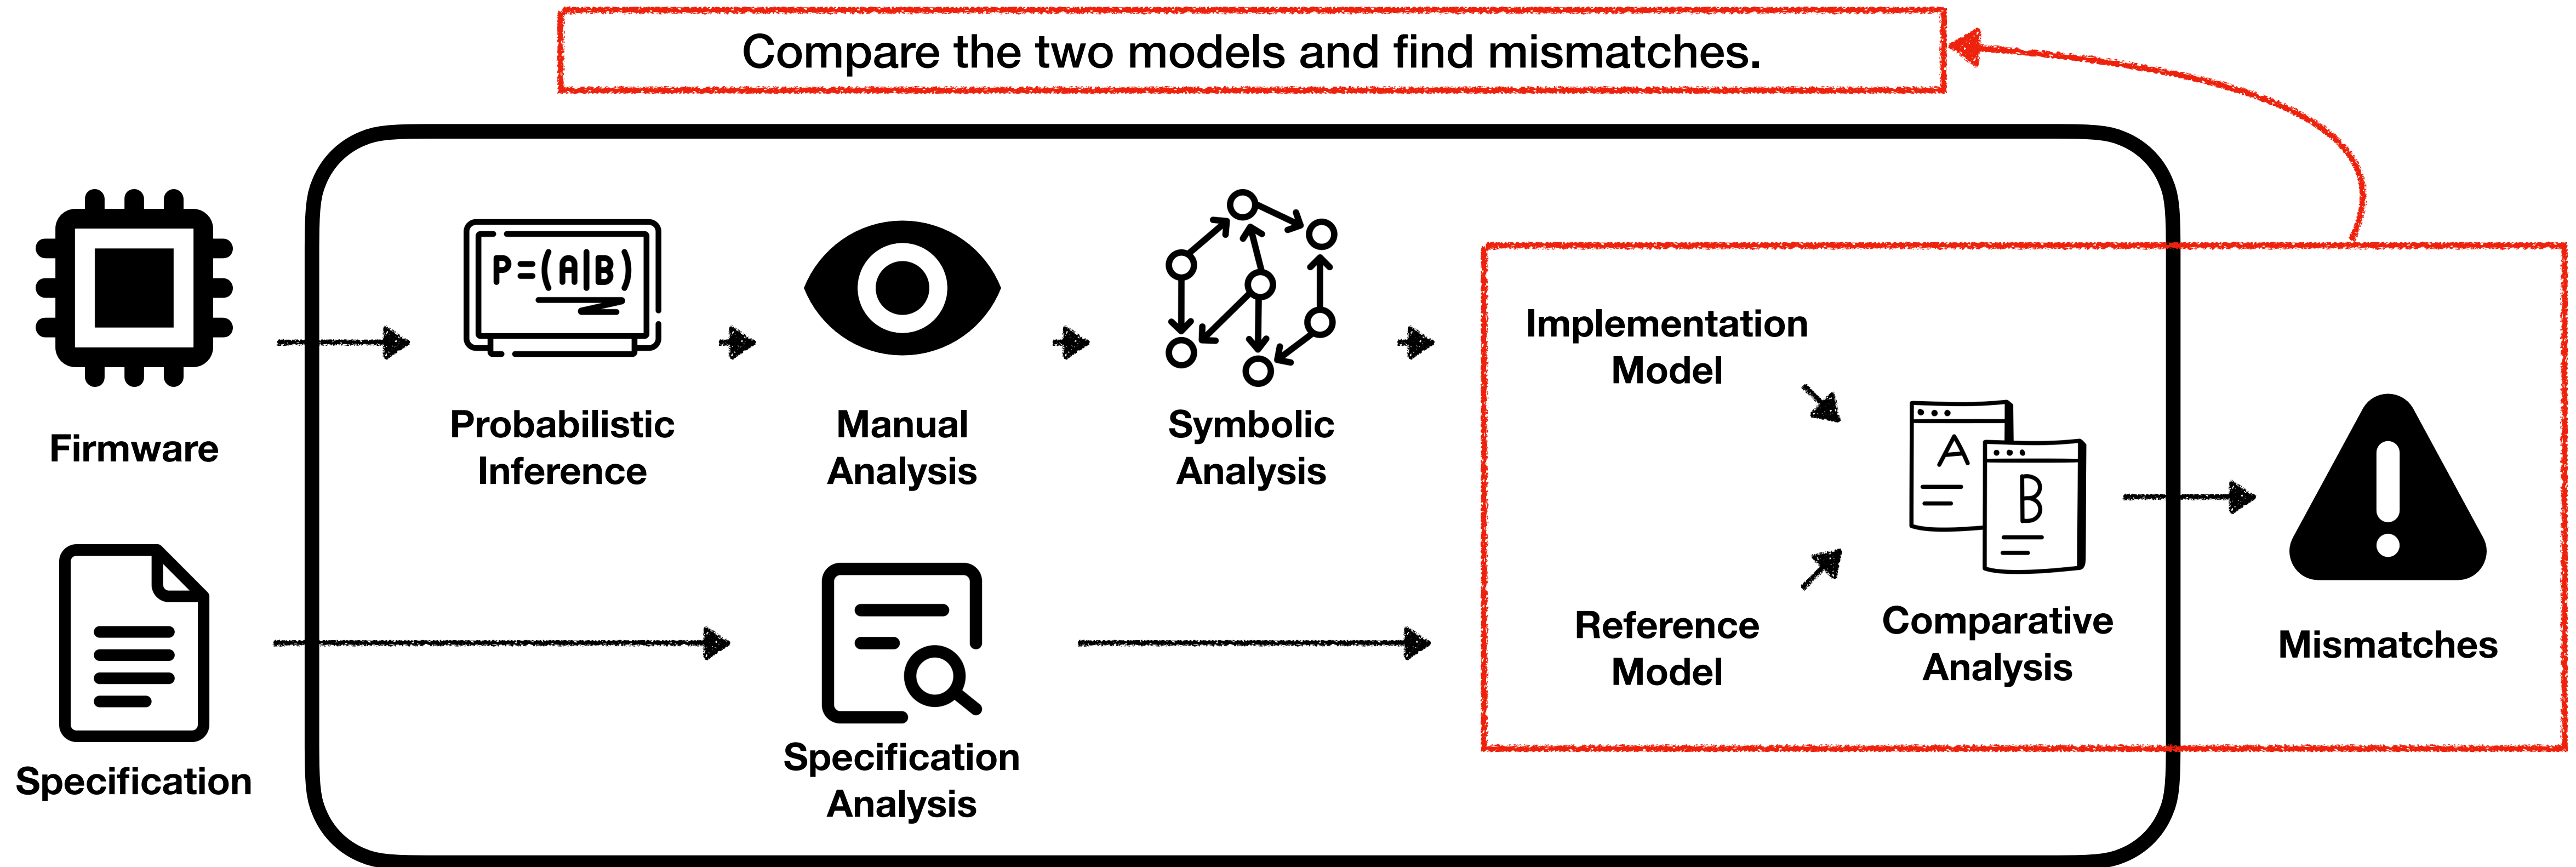 Compare the two models and find mismatches.
P=(A|B)
Firmware
Probabilistic
Inference
Manual
Analysis
Symbolic
Analysis
Implementation
Model
A
B
Reference
Model
Comparative
Analysis
Mismatches
Specification
Specification
Analysis